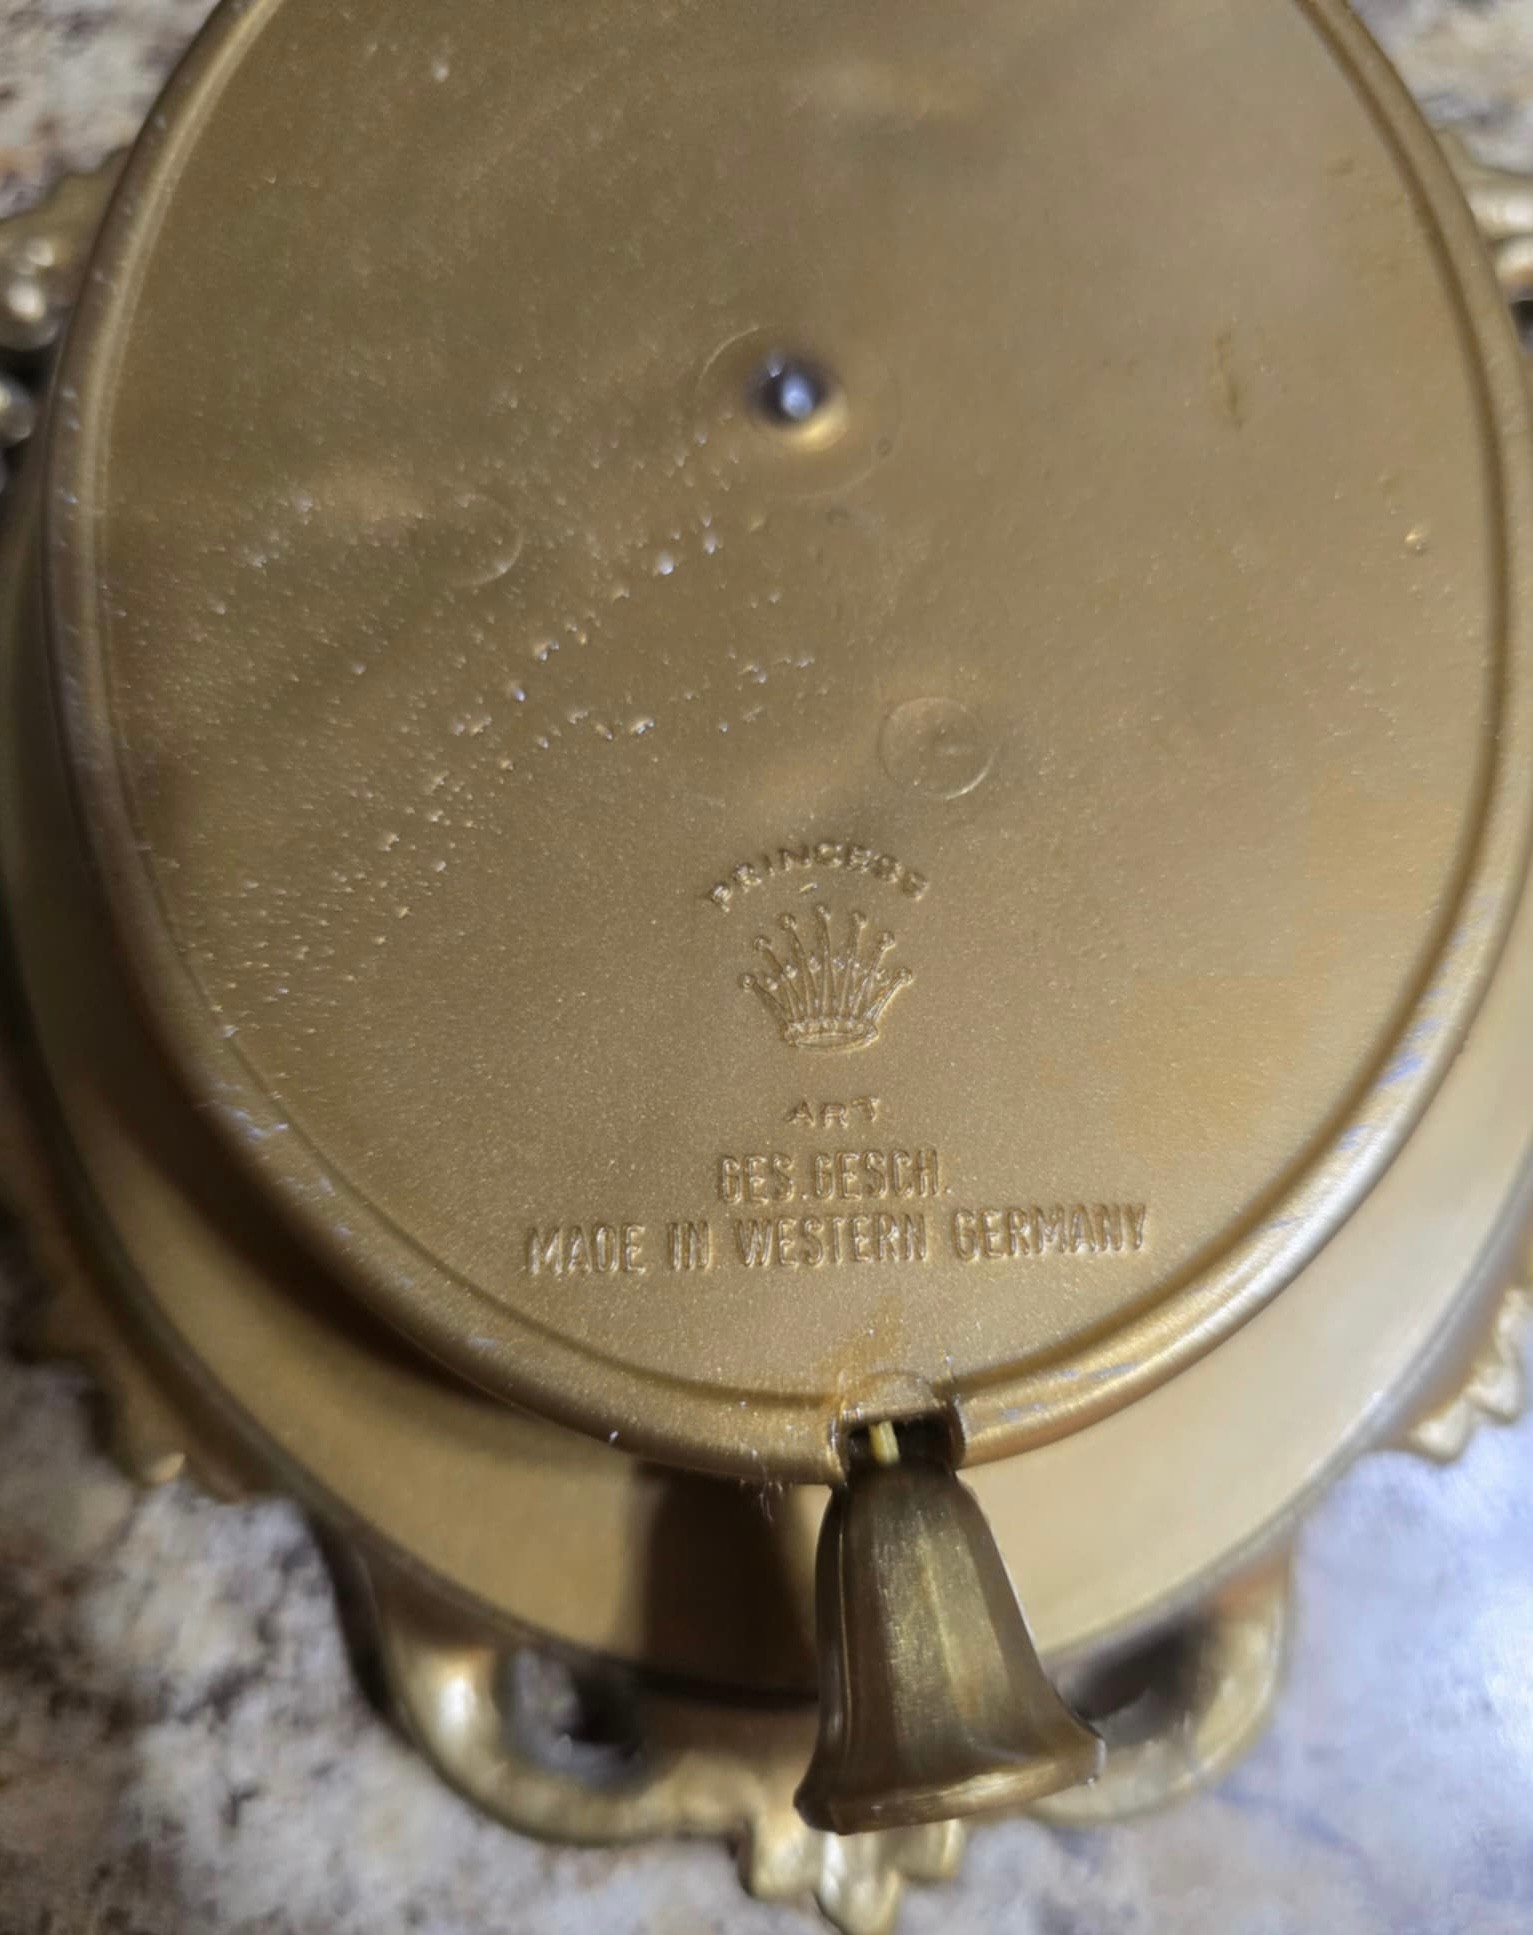 PRINCESS
ART
GES.GESCH.
MADE IN WESTERN GERMANY